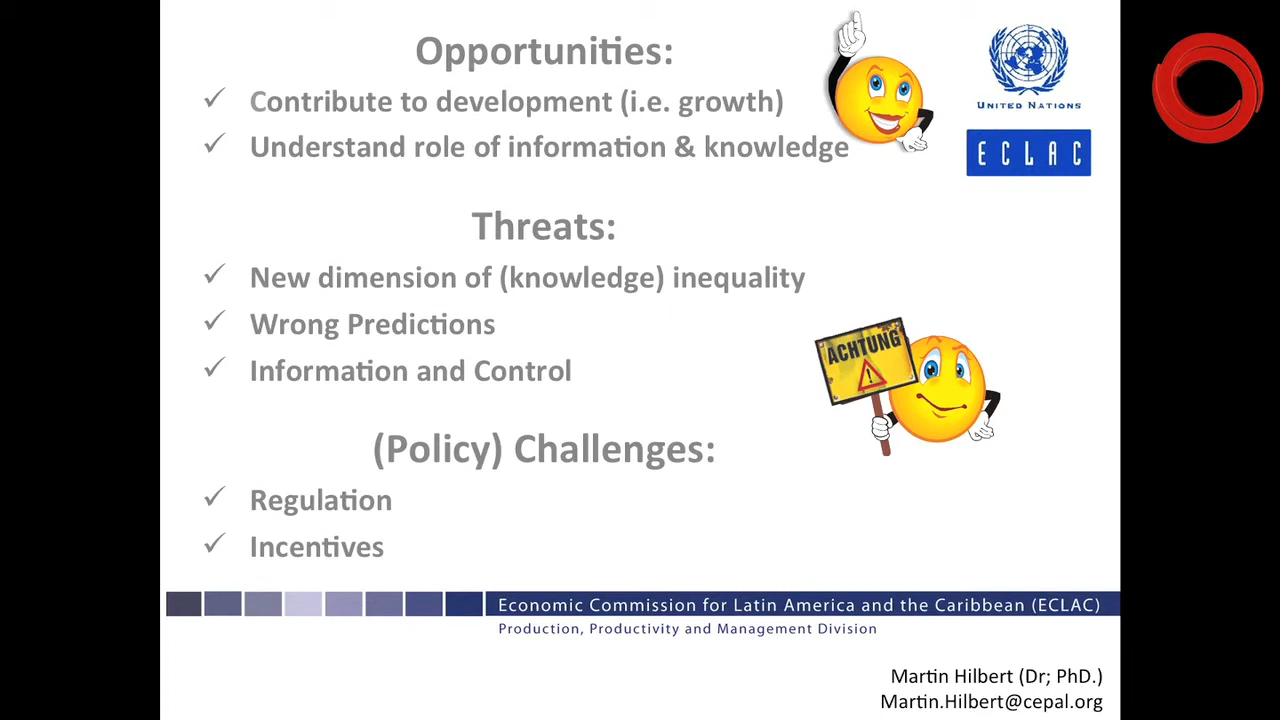 Opportunities:
✓ Contribute to development (i.e. growth)
✓ Understand role of information & knowledge
UNITED NATIONS
ECLAC
Threats:
✓ New dimension of (knowledge) inequality
✓ Wrong Predictions
✓ Information and Control
ACHTUNG
!
(Policy) Challenges:
✓ Regulation
✓ Incentives
Economic Commission for Latin America and the Caribbean (ECLAC)
Production, Productivity and Management Division
Martin Hilbert (Dr; PhD.)
Martin.Hilbert@cepal.org